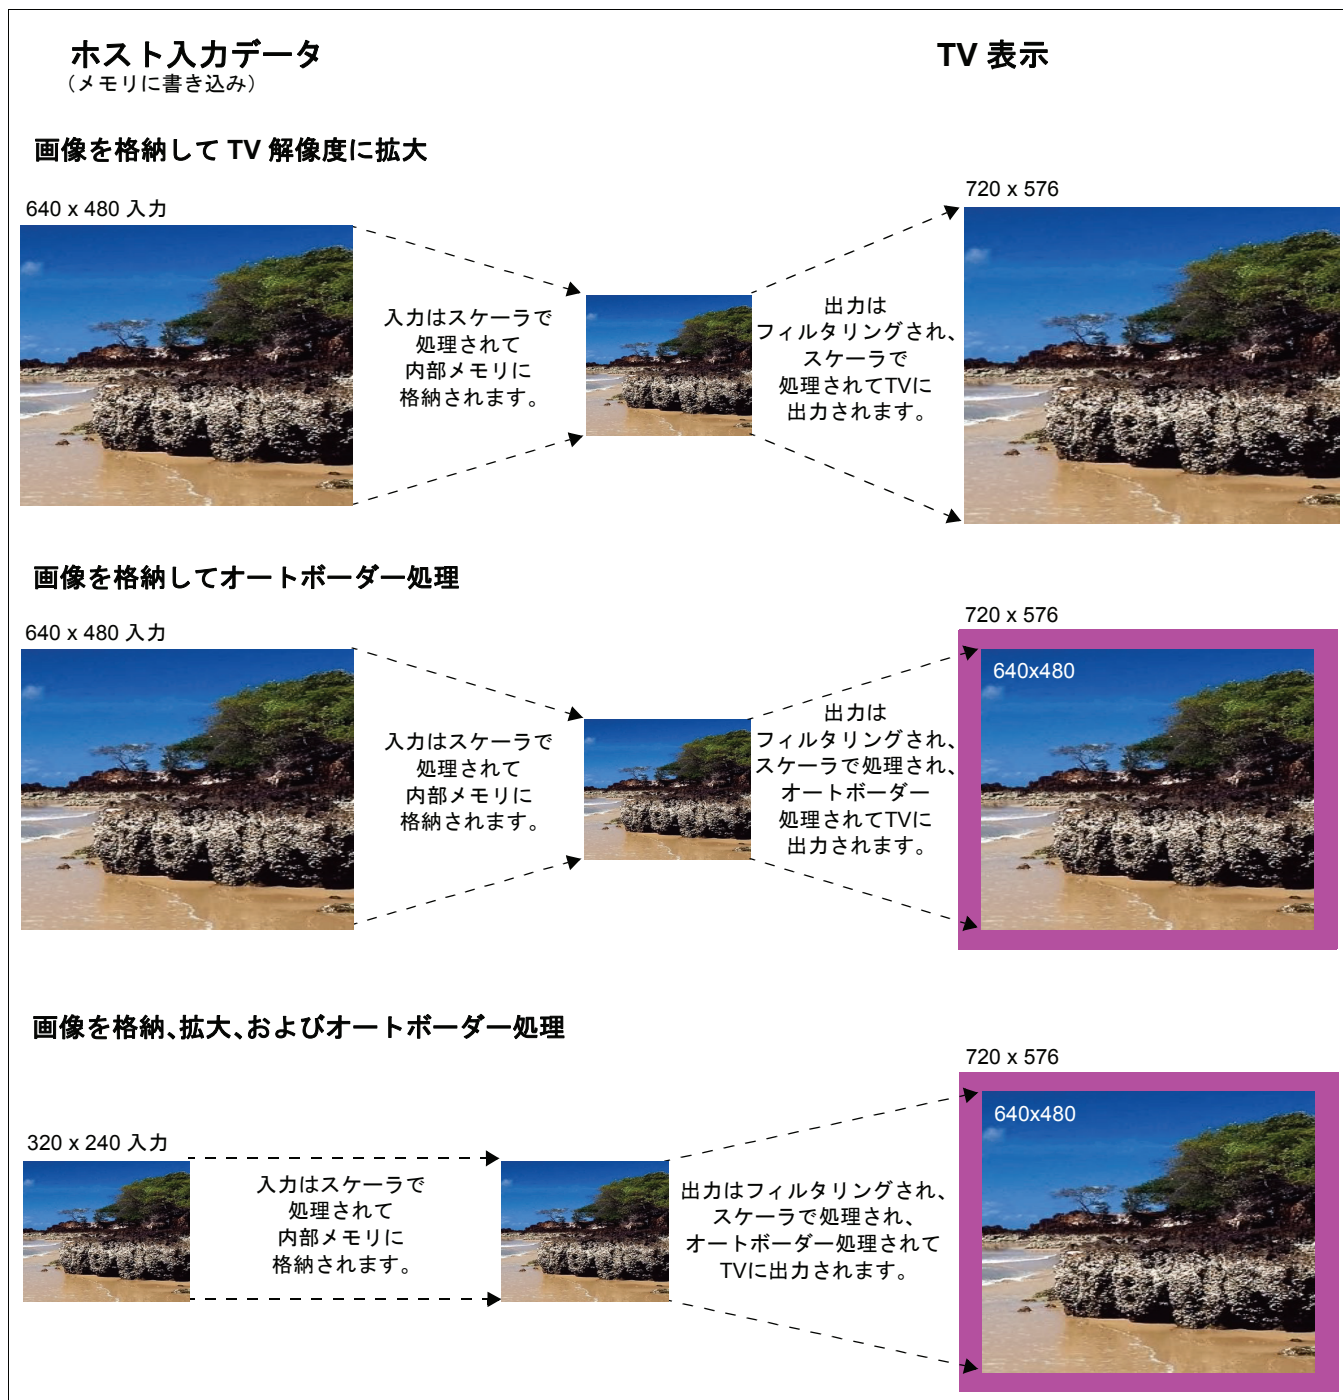 ホスト入力データ
（メモリに書き込み）
TV 表示
画像を格納して TV 解像度に拡大
640 x 480 入力
入力はスケーラで
処理されて
内部メモリに
格納されます。
出力は
フィルタリングされ、
スケーラで
処理されてTVに
出力されます。
720 x 576
画像を格納してオートボーダー処理
640 x 480 入力
入力はスケーラで
処理されて
内部メモリに
格納されます。
出力は
フィルタリングされ、
スケーラで処理され、
オートボーダー
処理されてTVに
出力されます。
720 x 576
640x480
画像を格納、拡大、およびオートボーダー処理
320 x 240 入力
入力はスケーラで
処理されて
内部メモリに
格納されます。
出力はフィルタリングされ、
スケーラで処理され、
オートボーダー処理されて
TVに出力されます。
720 x 576
640x480